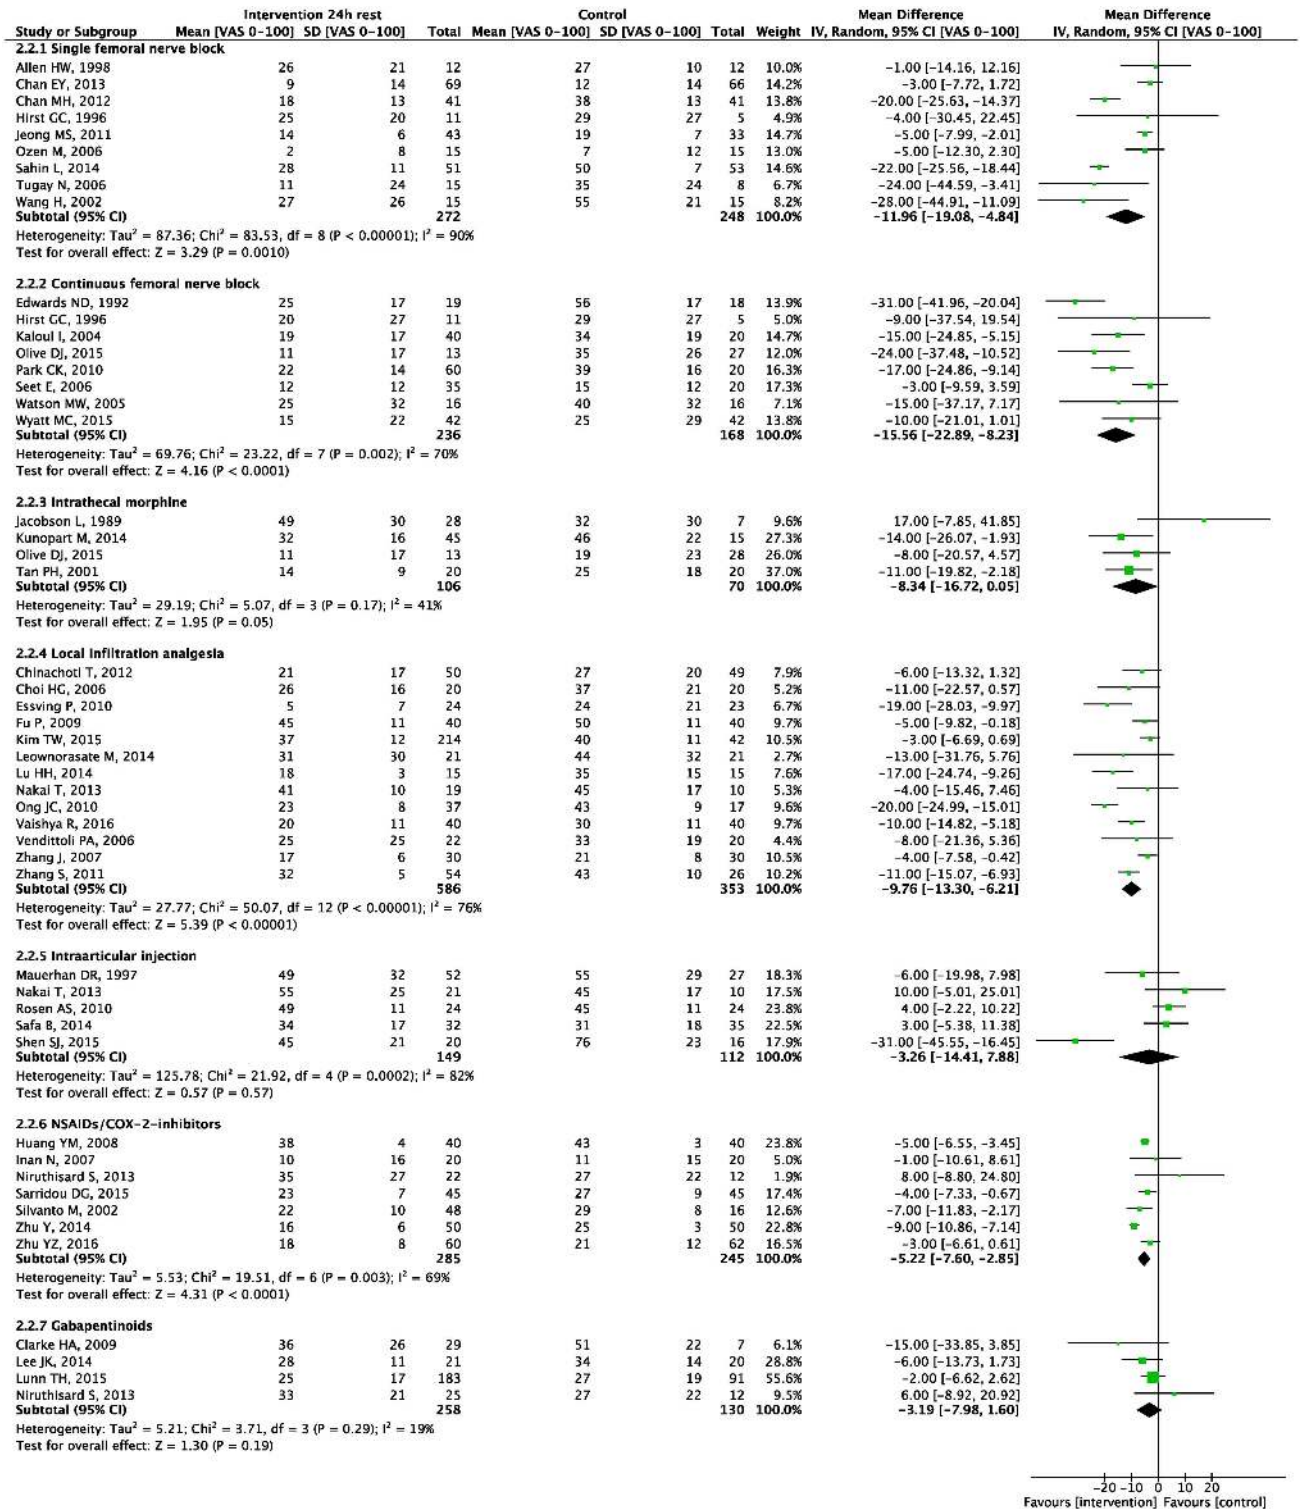 Intervention 24h rest Control Mean Difference Mean Difference
Study or Subgroup Mean [VAS 0-100] SD [VAS 0-100] Total Mean [VAS 0-100] SD [VAS 0-100] Total Weight IV, Random, 95% CI [VAS 0-100] IV, Random, 95% CI [VAS 0-100]
2.2.1 Single femoral nerve block
Allen HW, 1998 26 21 12 27 10 12 10.0% -1.00 [-14.16, 12.16]
Chan EY, 2013 9 14 69 12 14 66 14.2% -3.00 [-7.72, 1.72]
Chan MH, 2012 18 13 41 38 13 41 13.8% -20.00 [-25.63, -14.37]
Hirst GC, 1996 25 20 11 29 27 5 4.9% -4.00 [-30.45, 22.45]
Jeong MS, 2011 14 6 43 19 7 33 14.7% -5.00 [-7.99, -2.01]
Ozen M, 2006 2 8 15 7 12 15 13.0% -5.00 [-12.30, 2.30]
Sahin L, 2014 28 11 51 50 7 53 14.6% -22.00 [-25.56, -18.44]
Tugay N, 2006 11 24 15 35 24 8 6.7% -24.00 [-44.59, -3.41]
Wang H, 2002 27 26 15 55 21 15 8.2% -28.00 [-44.91, -11.09]
Subtotal (95% CI) 272 248 100.0% -11.96 [-19.08, -4.84]
Heterogeneity: Tau² = 87.36; Chi² = 83.53, df = 8 (P < 0.00001); I² = 90%
Test for overall effect: Z = 3.29 (P = 0.0010)
2.2.2 Continuous femoral nerve block
Edwards ND, 1992 25 17 19 56 17 18 13.9% -31.00 [-41.96, -20.04]
Hirst GC, 1996 20 27 11 29 27 5 5.0% -9.00 [-37.54, 19.54]
Kaloul I, 2004 19 17 40 34 19 20 14.7% -15.00 [-24.85, -5.15]
Olive DJ, 2015 11 17 13 35 26 27 12.0% -24.00 [-37.48, -10.52]
Park CK, 2010 22 14 60 39 16 20 16.3% -17.00 [-24.86, -9.14]
Seet E, 2006 12 12 35 15 12 20 17.3% -3.00 [-9.59, 3.59]
Watson MW, 2005 25 32 16 40 32 16 7.1% -15.00 [-37.17, 7.17]
Wyatt MC, 2015 15 22 42 25 29 42 13.8% -10.00 [-21.01, 1.01]
Subtotal (95% CI) 236 168 100.0% -15.56 [-22.89, -8.23]
Heterogeneity: Tau² = 69.76; Chi² = 23.22, df = 7 (P = 0.002); I² = 70%
Test for overall effect: Z = 4.16 (P < 0.0001)
2.2.3 Intrathecal morphine
Jacobson L, 1989 49 30 28 32 30 7 9.6% 17.00 [-7.85, 41.85]
Kunopart M, 2014 32 16 45 46 22 15 27.3% -14.00 [-26.07, -1.93]
Olive DJ, 2015 11 17 13 19 23 28 26.0% -8.00 [-20.57, 4.57]
Tan PH, 2001 14 9 20 25 18 20 37.0% -11.00 [-19.82, -2.18]
Subtotal (95% CI) 106 70 100.0% -8.34 [-16.72, 0.05]
Heterogeneity: Tau² = 29.19; Chi² = 5.07, df = 3 (P = 0.17); I² = 41%
Test for overall effect: Z = 1.95 (P = 0.05)
2.2.4 Local infiltration analgesia
Chinachoti T, 2012 21 17 50 27 20 49 7.9% -6.00 [-13.32, 1.32]
Choi HG, 2006 26 16 20 37 21 20 5.2% -11.00 [-22.57, 0.57]
Essving P, 2010 5 7 24 24 21 23 6.7% -19.00 [-28.03, -9.97]
Fu P, 2009 45 11 40 50 11 40 9.7% -5.00 [-9.82, -0.18]
Kim TW, 2015 37 12 214 40 11 42 10.5% -3.00 [-6.69, 0.69]
Leownorasate M, 2014 31 30 21 44 32 21 2.7% -13.00 [-31.76, 5.76]
Lu HH, 2014 18 3 15 35 15 15 7.6% -17.00 [-24.74, -9.26]
Nakai T, 2013 41 10 19 45 17 10 5.3% -4.00 [-15.46, 7.46]
Ong JC, 2010 23 8 37 43 9 17 9.6% -20.00 [-24.99, -15.01]
Vaishya R, 2016 20 11 40 30 11 40 9.7% -10.00 [-14.82, -5.18]
Vendittoli PA, 2006 25 25 22 33 19 20 4.4% -8.00 [-21.36, 5.36]
Zhang J, 2007 17 6 30 21 8 30 10.5% -4.00 [-7.58, -0.42]
Zhang S, 2011 32 5 54 43 10 26 10.2% -11.00 [-15.07, -6.93]
Subtotal (95% CI) 586 353 100.0% -9.76 [-13.30, -6.21]
Heterogeneity: Tau² = 27.77; Chi² = 50.07, df = 12 (P < 0.00001); I² = 76%
Test for overall effect: Z = 5.39 (P < 0.00001)
2.2.5 Intraarticular injection
Mauerhan DR, 1997 49 32 52 55 29 27 18.3% -6.00 [-19.98, 7.98]
Nakai T, 2013 55 25 21 45 17 10 17.5% 10.00 [-5.01, 25.01]
Rosen AS, 2010 49 11 24 45 11 24 23.8% 4.00 [-2.22, 10.22]
Safa B, 2014 34 17 32 31 18 35 22.5% 3.00 [-5.38, 11.38]
Shen SJ, 2015 45 21 20 76 23 16 17.9% -31.00 [-45.55, -16.45]
Subtotal (95% CI) 149 112 100.0% -3.26 [-14.41, 7.88]
Heterogeneity: Tau² = 125.78; Chi² = 21.92, df = 4 (P = 0.0002); I² = 82%
Test for overall effect: Z = 0.57 (P = 0.57)
2.2.6 NSAIDs/COX-2-inhibitors
Huang YM, 2008 38 4 40 43 3 40 23.8% -5.00 [-6.55, -3.45]
Inan N, 2007 10 16 20 11 15 20 5.0% -1.00 [-10.61, 8.61]
Niruthisard S, 2013 35 27 22 27 22 12 1.9% 8.00 [-8.80, 24.80]
Sarridou DG, 2015 23 7 45 27 9 45 17.4% -4.00 [-7.33, -0.67]
Silvanto M, 2002 22 10 48 29 8 16 12.6% -7.00 [-11.83, -2.17]
Zhu Y, 2014 16 6 50 25 3 50 22.8% -9.00 [-10.86, -7.14]
Zhu YZ, 2016 18 8 60 21 12 62 16.5% -3.00 [-6.61, 0.61]
Subtotal (95% CI) 285 245 100.0% -5.22 [-7.60, -2.85]
Heterogeneity: Tau² = 5.53; Chi² = 19.51, df = 6 (P = 0.003); I² = 69%
Test for overall effect: Z = 4.31 (P < 0.0001)
2.2.7 Gabapentinoids
Clarke HA, 2009 36 26 29 51 22 7 6.1% -15.00 [-33.85, 3.85]
Lee JK, 2014 28 11 21 34 14 20 28.8% -6.00 [-13.73, 1.73]
Lunn TH, 2015 25 17 183 27 19 91 55.6% -2.00 [-6.62, 2.62]
Niruthisard S, 2013 33 21 25 27 22 12 9.5% 6.00 [-8.92, 20.92]
Subtotal (95% CI) 258 130 100.0% -3.19 [-7.98, 1.60]
Heterogeneity: Tau² = 5.21; Chi² = 3.71, df = 3 (P = 0.29); I² = 19%
Test for overall effect: Z = 1.30 (P = 0.19)
-20 -10 0 10 20
Favours [intervention] Favours [control]